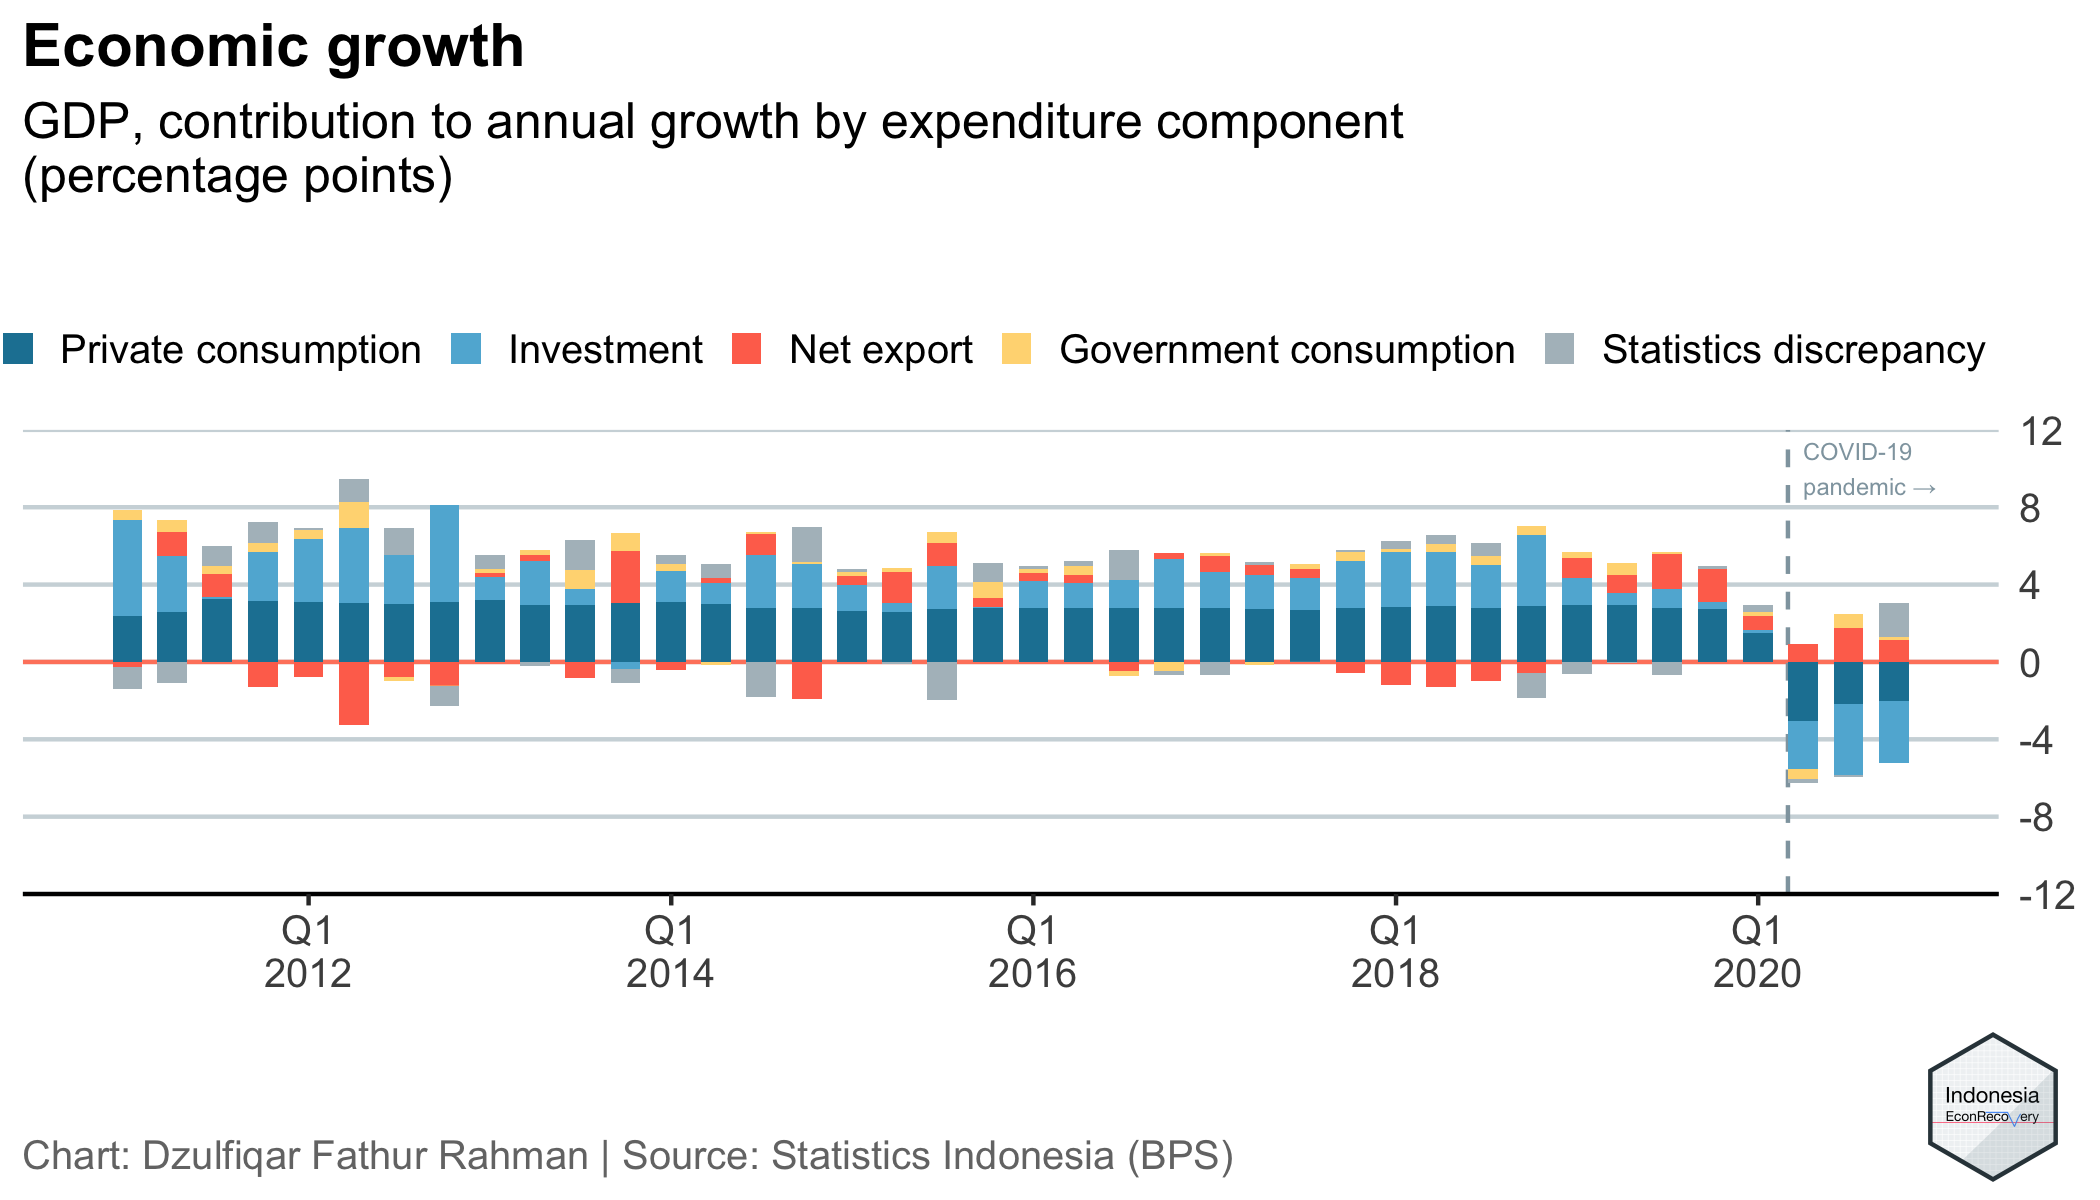 Economic growth
GDP, contribution to annual growth by expenditure component
(percentage points)
Private consumption Investment Net export Government consumption Statistics discrepancy
12
COVID-19
pandemic →
8
4
0
-4
-8
-12
Q1 Q1 Q1 Q1 Q1
2012 2014 2016 2018 2020
Indonesia
EconRecovery
Chart: Dzulfiqar Fathur Rahman | Source: Statistics Indonesia (BPS)